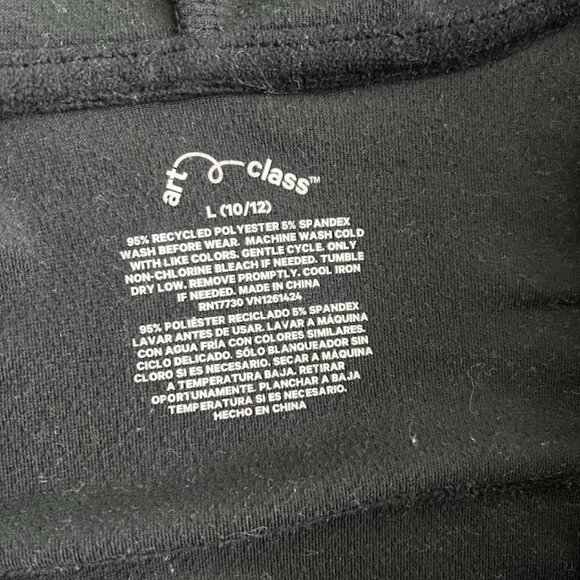 art class™
L (10/12)
95% RECYCLED POLYESTER 5% SPANDEX
WASH BEFORE WEAR. MACHINE WASH COLD
WITH LIKE COLORS. GENTLE CYCLE. ONLY
NON-CHLORINE BLEACH IF NEEDED. TUMBLE
DRY LOW. REMOVE PROMPTLY. COOL IRON
IF NEEDED. MADE IN CHINA
RN17730 VN1261424
95% POLIÉSTER RECICLADO 5% SPANDEX
LAVAR ANTES DE USAR. LAVAR A MÁQUINA
CON AGUA FRÍA CON COLORES SIMILARES.
CICLO DELICADO. SÓLO BLANQUEADOR SIN
CLORO SI ES NECESARIO. SECAR A MÁQUINA
A TEMPERATURA BAJA. RETIRAR
OPORTUNAMENTE. PLANCHAR A BAJA
TEMPERATURA SI ES NECESARIO.
HECHO EN CHINA